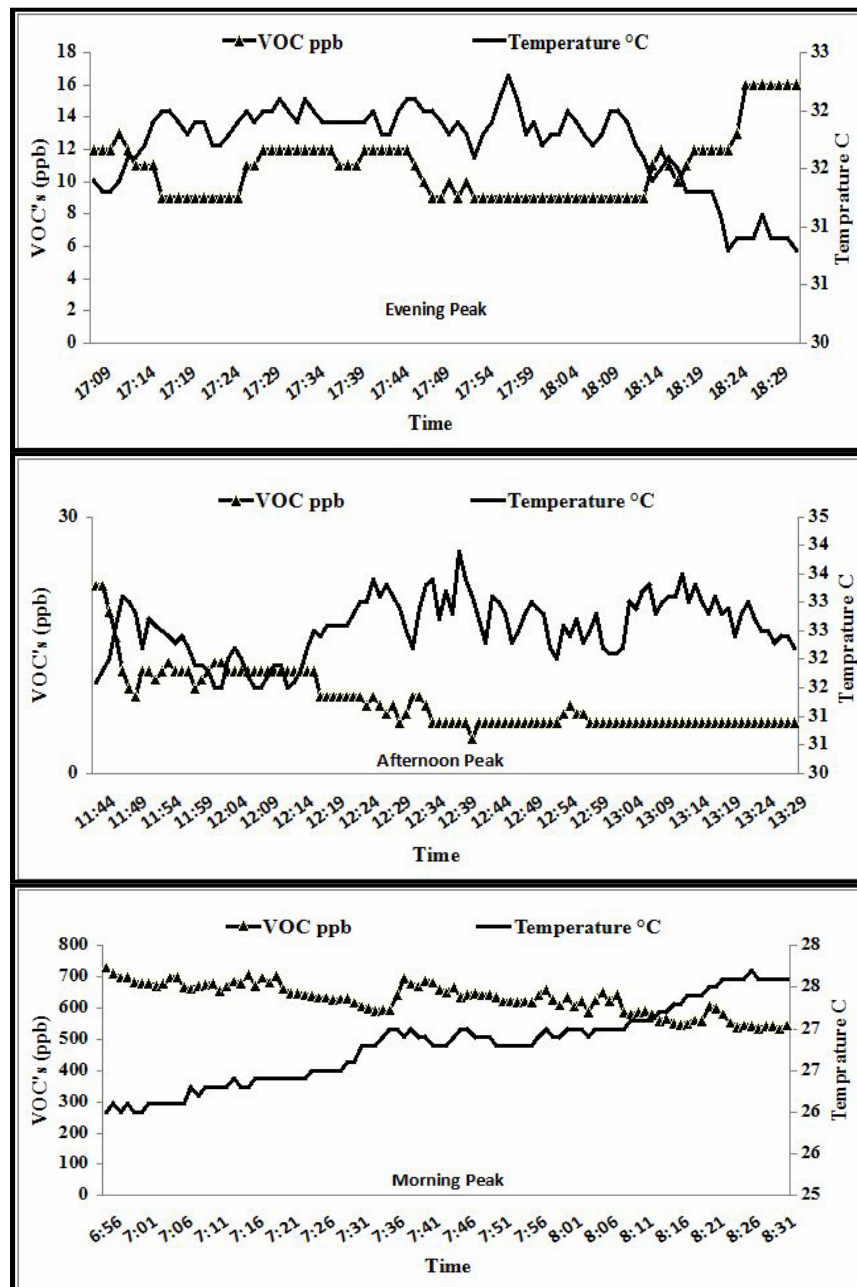 VOC ppb Temperature °C
18 33
16
14 32
12
10 32
8 31
6
4 31
2
0 30
VOC's (ppb)
Temprature C
Evening Peak
17:09 17:14 17:19 17:24 17:29 17:34 17:39 17:44 17:49 17:54 17:59 18:04 18:09 18:14 18:19 18:24 18:29
Time
VOC ppb Temperature °C
30 35
34
34
33
33
32
32
31
31
0 30
VOC's (ppb)
Temprature C
Afternoon Peak
11:44 11:49 11:54 11:59 12:04 12:09 12:14 12:19 12:24 12:29 12:34 12:39 12:44 12:49 12:54 12:59 13:04 13:09 13:14 13:19 13:24 13:29
Time
VOC ppb Temperature °C
800 28
700 28
600
500 27
400 27
300 26
200
100 26
0 25
VOC's (ppb)
Temprature C
Morning Peak
6:56 7:01 7:06 7:11 7:16 7:21 7:26 7:31 7:36 7:41 7:46 7:51 7:56 8:01 8:06 8:11 8:16 8:21 8:26 8:31
Time